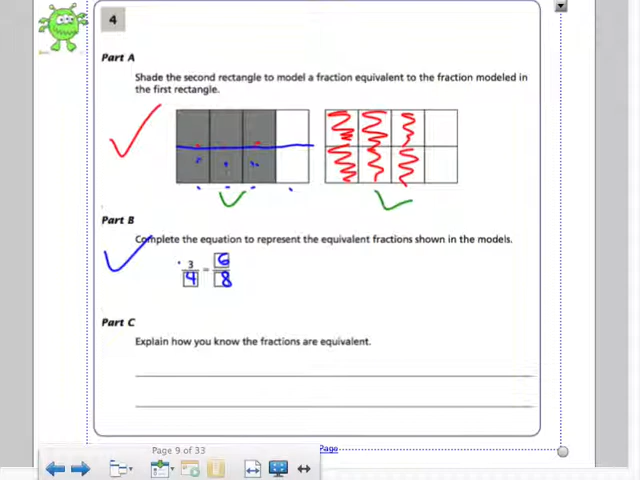 4
Part A
Shade the second rectangle to model a fraction equivalent to the fraction modeled in
the first rectangle.
Part B
Complete the equation to represent the equivalent fractions shown in the models.
3 6
= 
4 8
Part C
Explain how you know the fractions are equivalent.
Page
Page 9 of 33